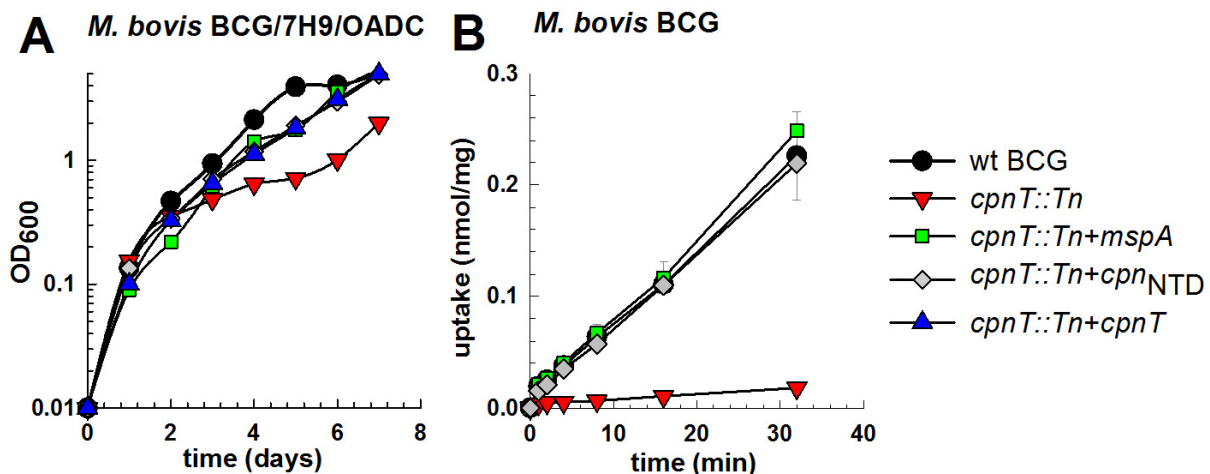 A M. bovis BCG/7H9/OADC
OD600
1
0.1
0.01
0 2 4 6 8
time (days)
B M. bovis BCG
uptake (nmol/mg)
0.3
0.2
0.1
0.0
0 10 20 30 40
time (min)
wt BCG
cpnT::Tn
cpnT::Tn+mspA
cpnT::Tn+cpnNTD
cpnT::Tn+cpnT